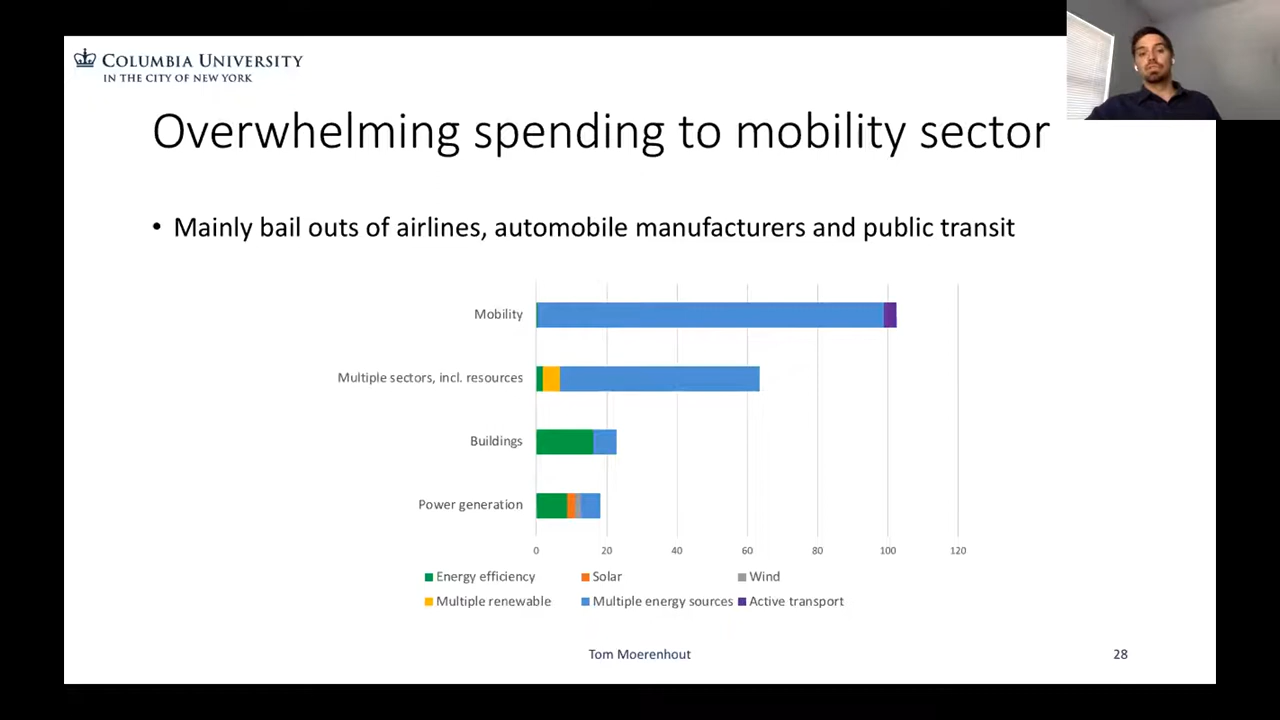 COLUMBIA UNIVERSITY
IN THE CITY OF NEW YORK
Overwhelming spending to mobility sector
• Mainly bail outs of airlines, automobile manufacturers and public transit
Mobility
Multiple sectors, incl. resources
Buildings
Power generation
0 20 40 60 80 100 120
Energy efficiency Solar Wind
Multiple renewable Multiple energy sources Active transport
Tom Moerenhout 28